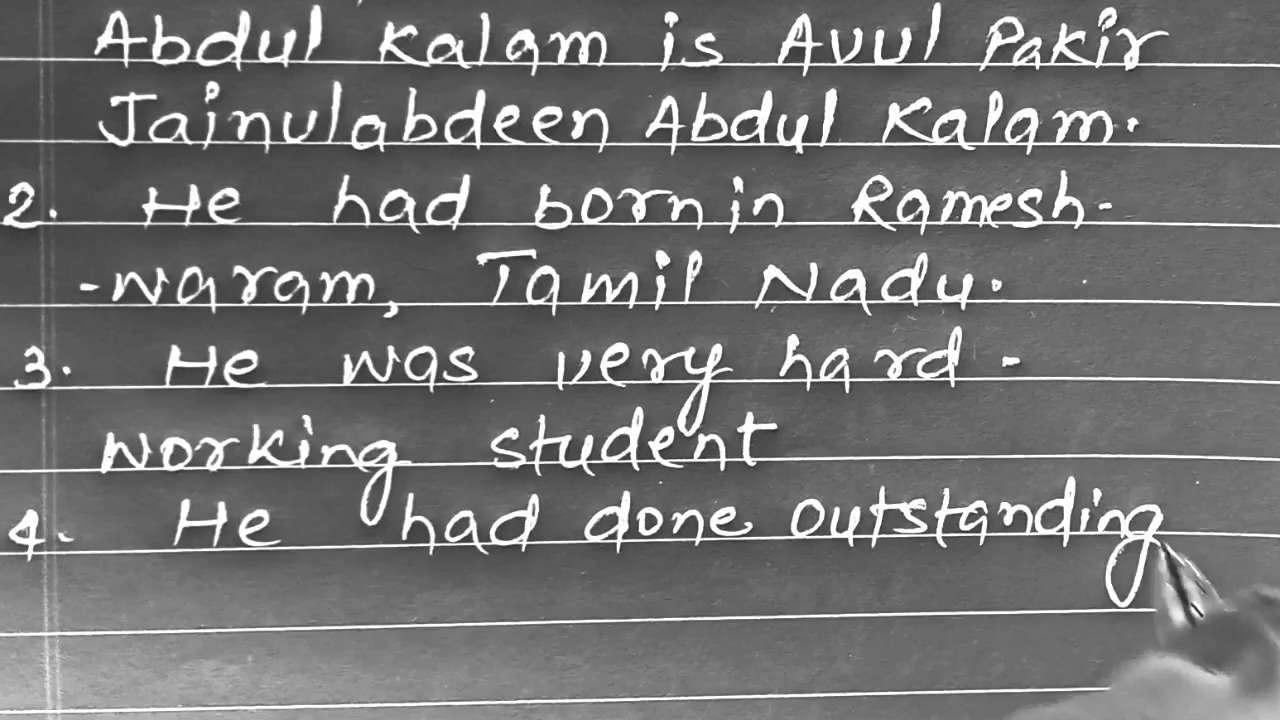 Abdul Kalam is Avul Pakir
Jainulabdeen Abdul Kalam.
2. He had born in Ramesh-
-waram, Tamil Nadu.
3. He was very hard-
working student
4. He had done outstanding